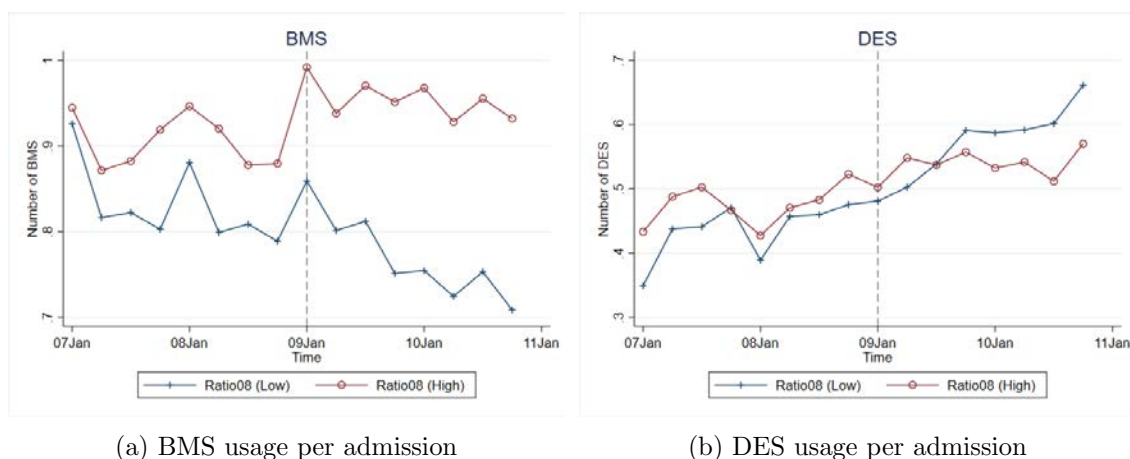 BMS
Number of BMS
1
.9
.8
.7
07Jan 08Jan 09Jan 10Jan 11Jan
Time
Ratio08 (Low) Ratio08 (High)
(a) BMS usage per admission
DES
Number of DES
.7
.6
.5
.4
.3
07Jan 08Jan 09Jan 10Jan 11Jan
Time
Ratio08 (Low) Ratio08 (High)
(b) DES usage per admission